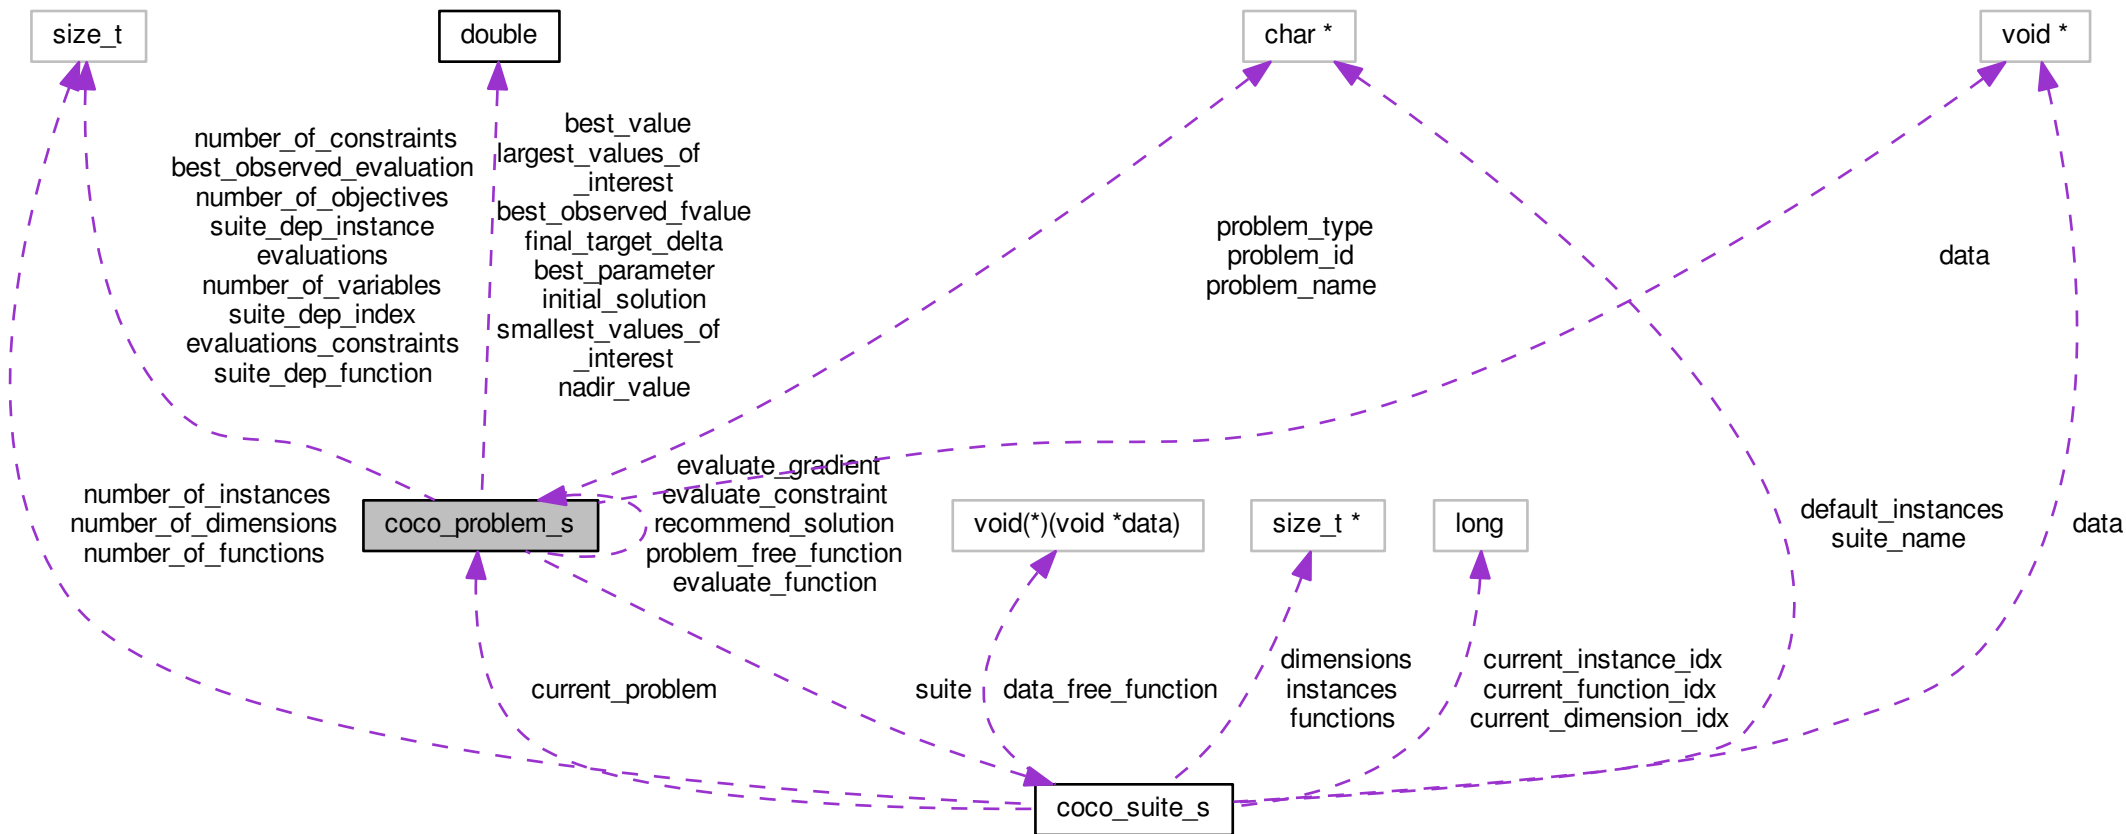 size_t
double
char *
void *
number_of_constraints
best_observed_evaluation
number_of_objectives
suite_dep_instance
evaluations
number_of_variables
suite_dep_index
evaluations_constraints
suite_dep_function
best_value
largest_values_of
_interest
best_observed_fvalue
final_target_delta
best_parameter
initial_solution
smallest_values_of
_interest
nadir_value
problem_type
problem_id
problem_name
data
number_of_instances
number_of_dimensions
number_of_functions
coco_problem_s
evaluate_gradient
evaluate_constraint
recommend_solution
problem_free_function
evaluate_function
void(*)(void *data)
size_t *
long
default_instances
suite_name
data
current_problem
suite
data_free_function
dimensions
instances
functions
current_instance_idx
current_function_idx
current_dimension_idx
coco_suite_s